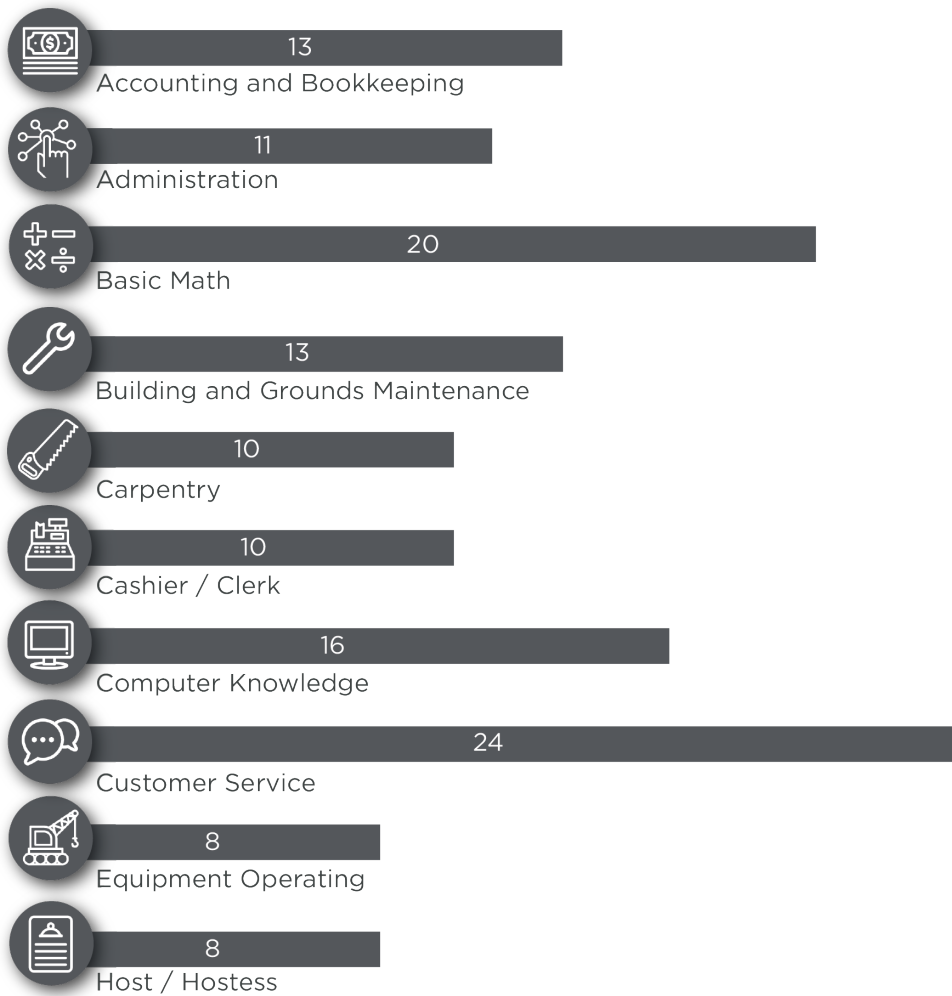 13
Accounting and Bookkeeping
11
Administration
20
Basic Math
13
Building and Grounds Maintenance
10
Carpentry
10
Cashier / Clerk
16
Computer Knowledge
24
Customer Service
8
Equipment Operating
8
Host / Hostess